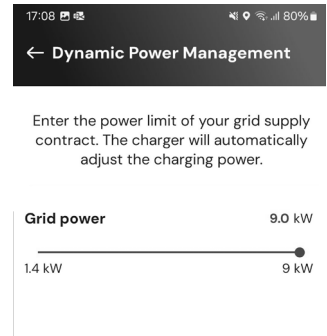 17:08 80%
← Dynamic Power Management
Enter the power limit of your grid supply
contract. The charger will automatically
adjust the charging power.
Grid power 9.0 kW
1.4 kW 9 kW